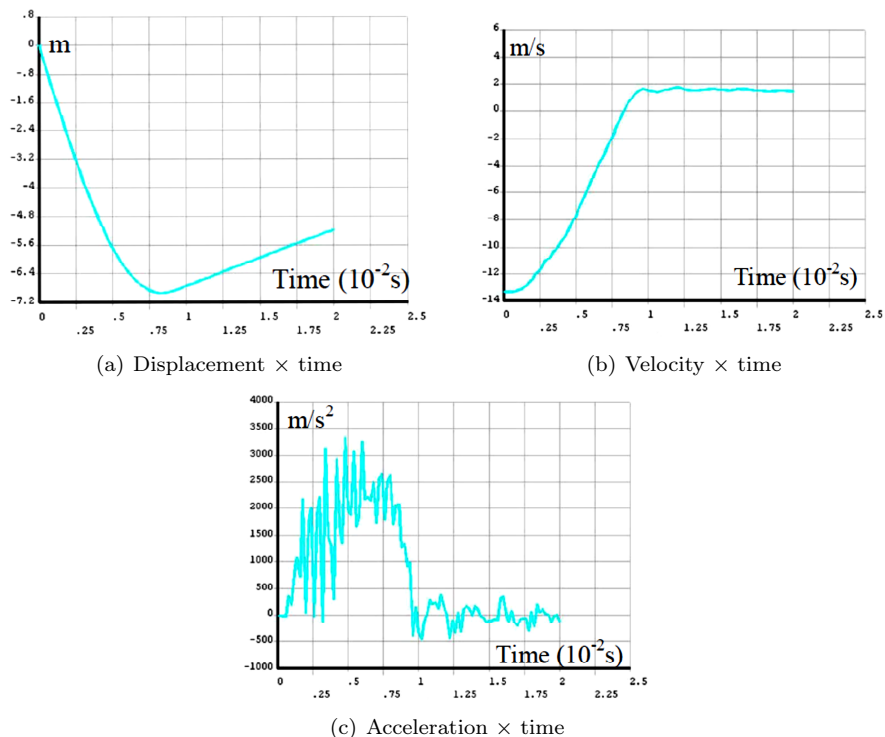 .8
0
m
-.8
-1.6
-2.4
-3.2
-4
-4.8
-5.6
-6.4
-7.2
Time (10⁻²s)
0 .5 1 1.5 2 2.5
.25 .75 1.25 1.75 2.25
(a) Displacement × time
6
m/s
4
2
0
-2
-4
-6
-8
-10
-12
-14
Time (10⁻²s)
0 .5 1 1.5 2 2.5
.25 .75 1.25 1.75 2.25
(b) Velocity × time
4000
m/s²
3500
3000
2500
2000
1500
1000
500
0
-500
-1000
Time (10⁻²s)
0 .5 1 1.5 2 2.5
.25 .75 1.25 1.75 2.25
(c) Acceleration × time